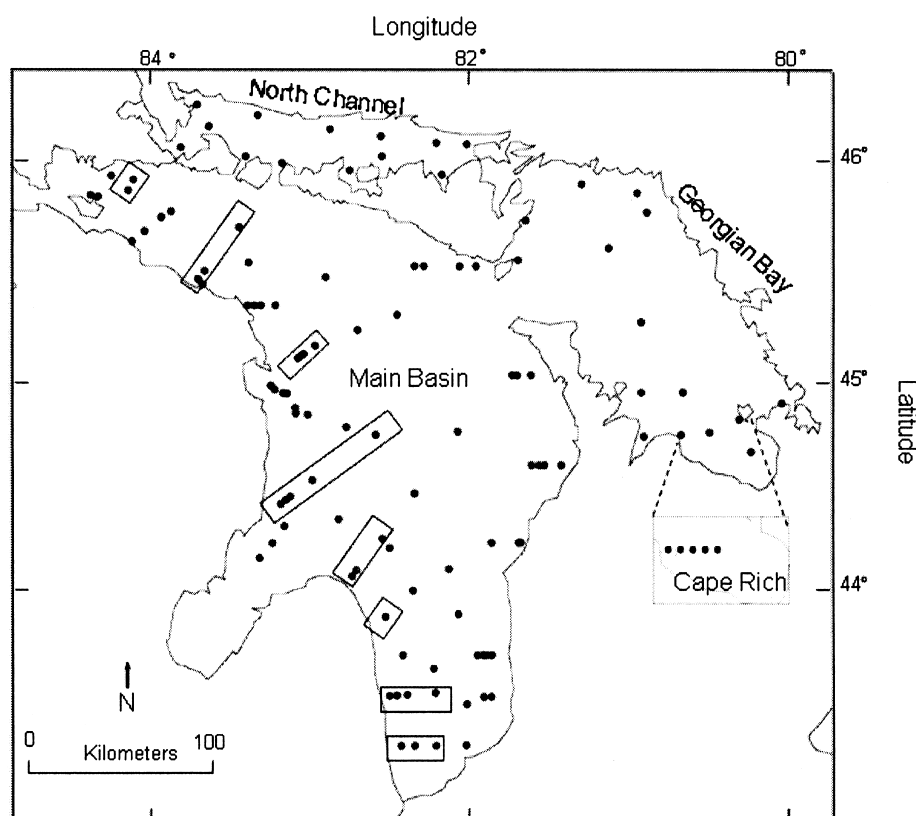 Longitude
84° 82° 80°
North Channel
46°
Georgian Bay
Main Basin
45°
Latitude
44°
Cape Rich
N
0 100
Kilometers